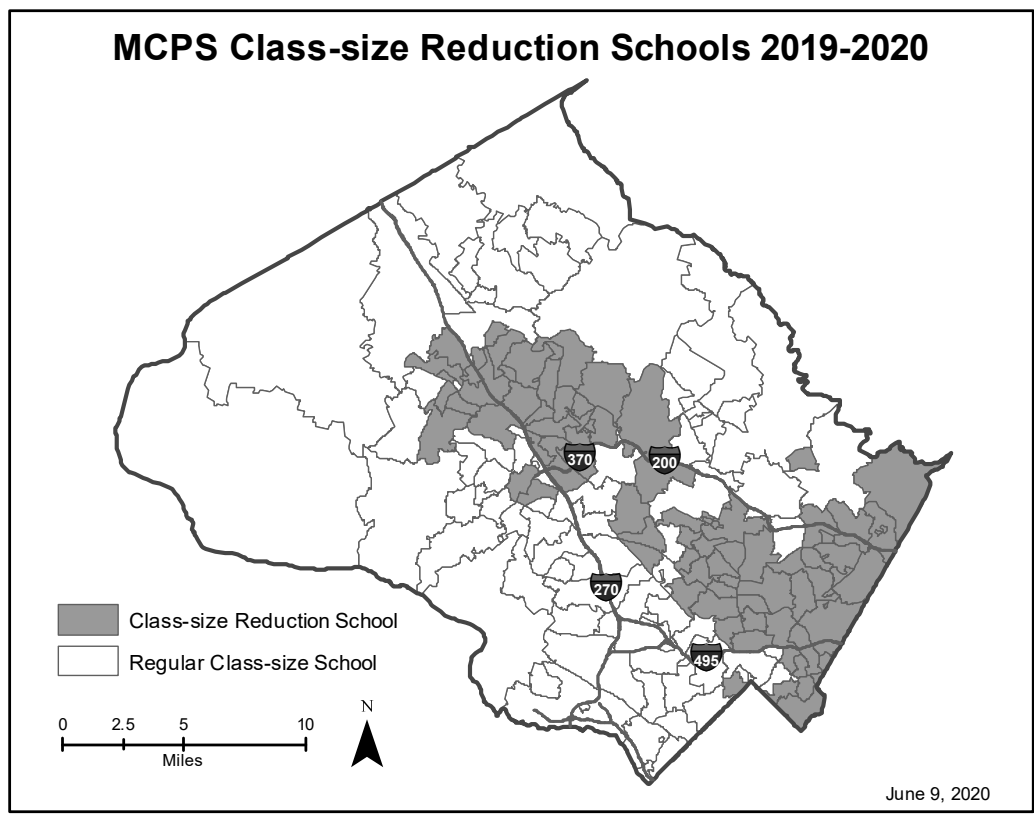 MCPS Class-size Reduction Schools 2019-2020
370
200
270
495
Class-size Reduction School
Regular Class-size School
0 2.5 5 10
Miles
N
June 9, 2020